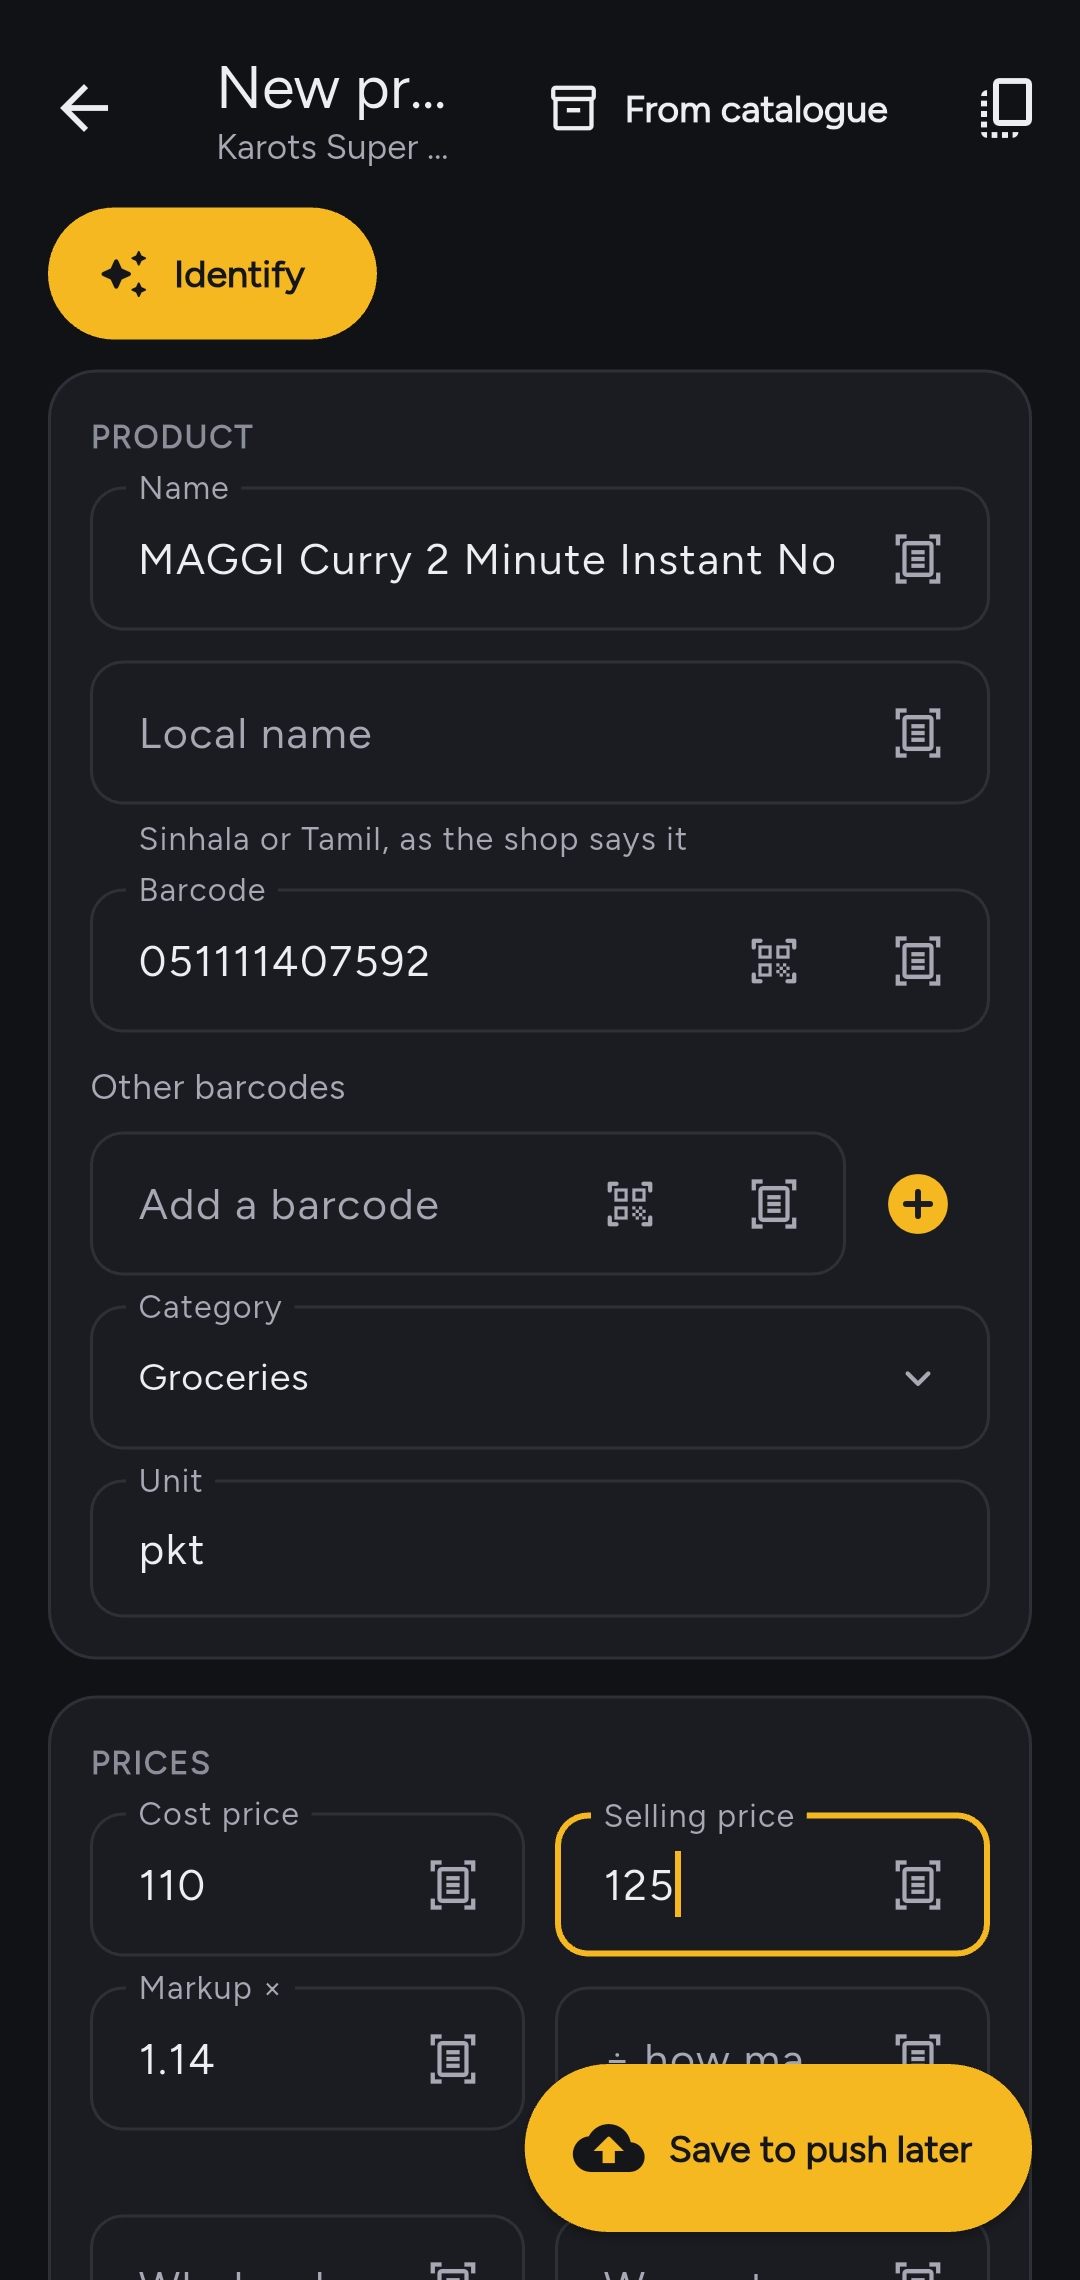 New pr...
Karots Super ...
From catalogue
Identify
PRODUCT
Name
MAGGI Curry 2 Minute Instant No
Local name
Sinhala or Tamil, as the shop says it
Barcode
051111407592
Other barcodes
Add a barcode
Category
Groceries
Unit
pkt
PRICES
Cost price
110
Selling price
125
Markup ×
1.14
÷ how ma
Save to push later